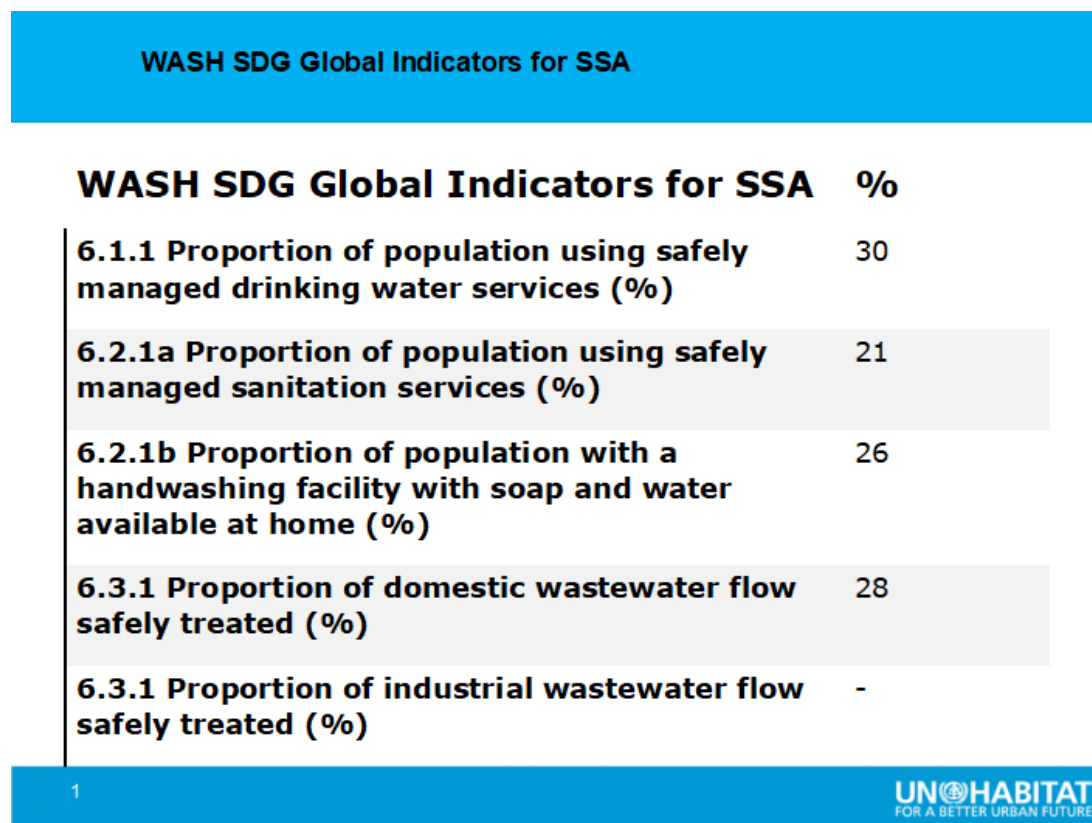 WASH SDG Global Indicators for SSA
WASH SDG Global Indicators for SSA %
6.1.1 Proportion of population using safely 30
managed drinking water services (%)
6.2.1a Proportion of population using safely 21
managed sanitation services (%)
6.2.1b Proportion of population with a 26
handwashing facility with soap and water
available at home (%)
6.3.1 Proportion of domestic wastewater flow 28
safely treated (%)
6.3.1 Proportion of industrial wastewater flow -
safely treated (%)
1
UN HABITAT
FOR A BETTER URBAN FUTURE